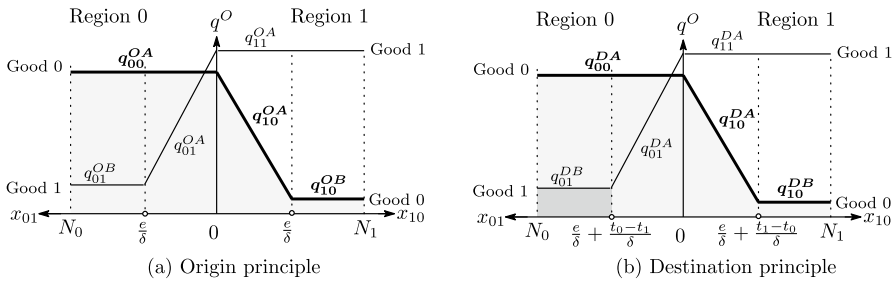 Region 0
Region 1
q^O
q_{11}^{OA}
q_{00}^{OA}
Good 0
Good 1
q_{10}^{OA}
q_{01}^{OA}
q_{01}^{OB}
q_{10}^{OB}
Good 1
Good 0
x_{01}
x_{10}
N_0
e/δ
0
e/δ
N_1
(a) Origin principle
Region 0
Region 1
q^O
q_{11}^{DA}
q_{00}^{DA}
Good 0
Good 1
q_{10}^{DA}
q_{01}^{DA}
q_{01}^{DB}
q_{10}^{DB}
Good 1
Good 0
x_{01}
x_{10}
N_0
e/δ + (t_0−t_1)/δ
0
e/δ + (t_1−t_0)/δ
N_1
(b) Destination principle